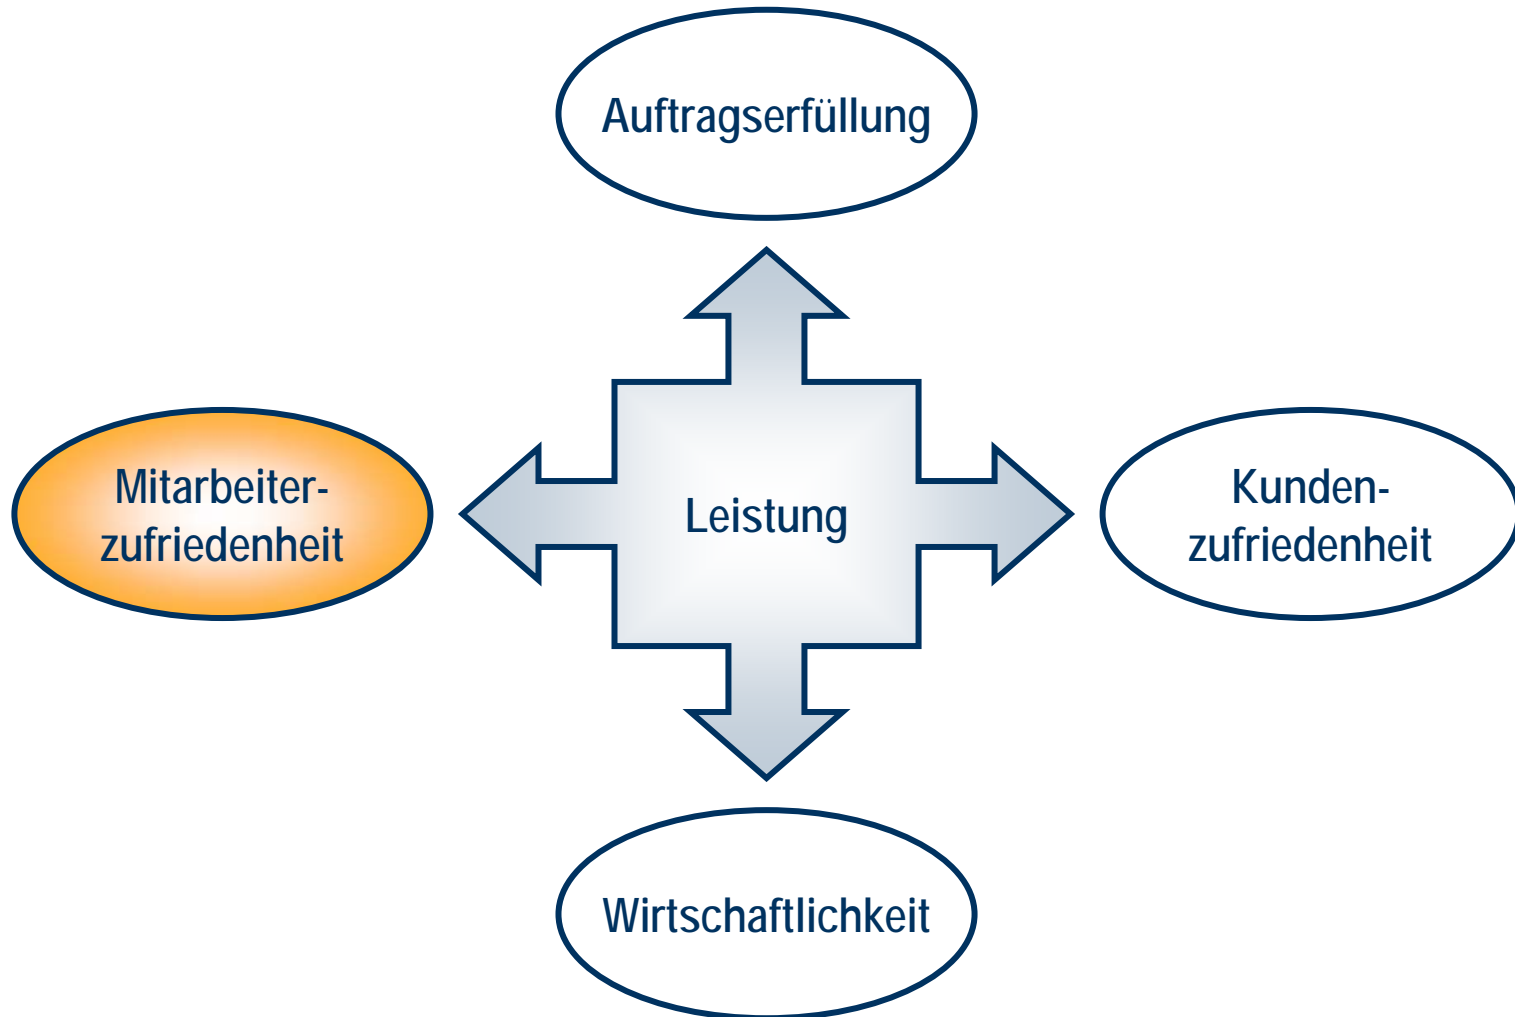 Auftragserfüllung
Mitarbeiter-
zufriedenheit
Leistung
Kunden-
zufriedenheit
Wirtschaftlichkeit